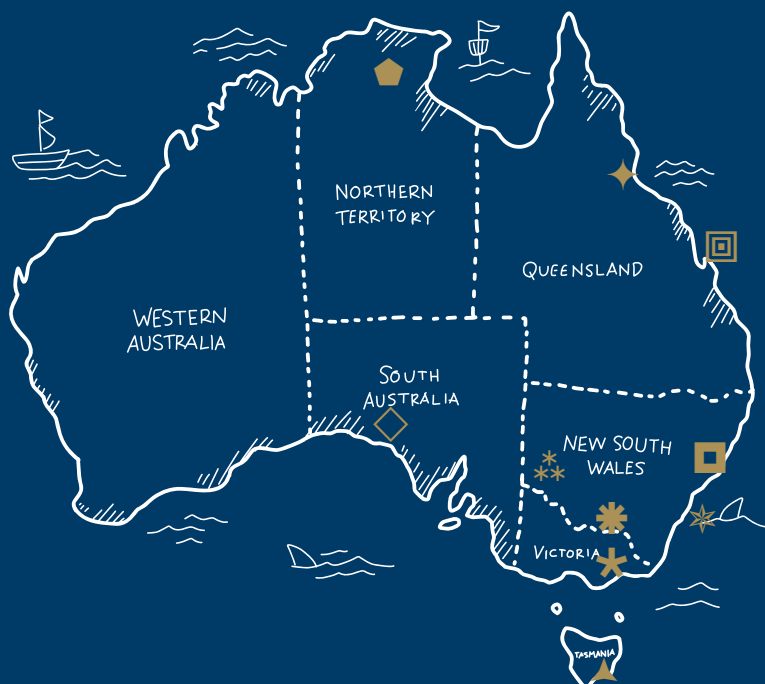 NORTHERN
TERRITORY
QUEENSLAND
WESTERN
AUSTRALIA
SOUTH
AUSTRALIA
NEW SOUTH
WALES
VICTORIA
TASMANIA